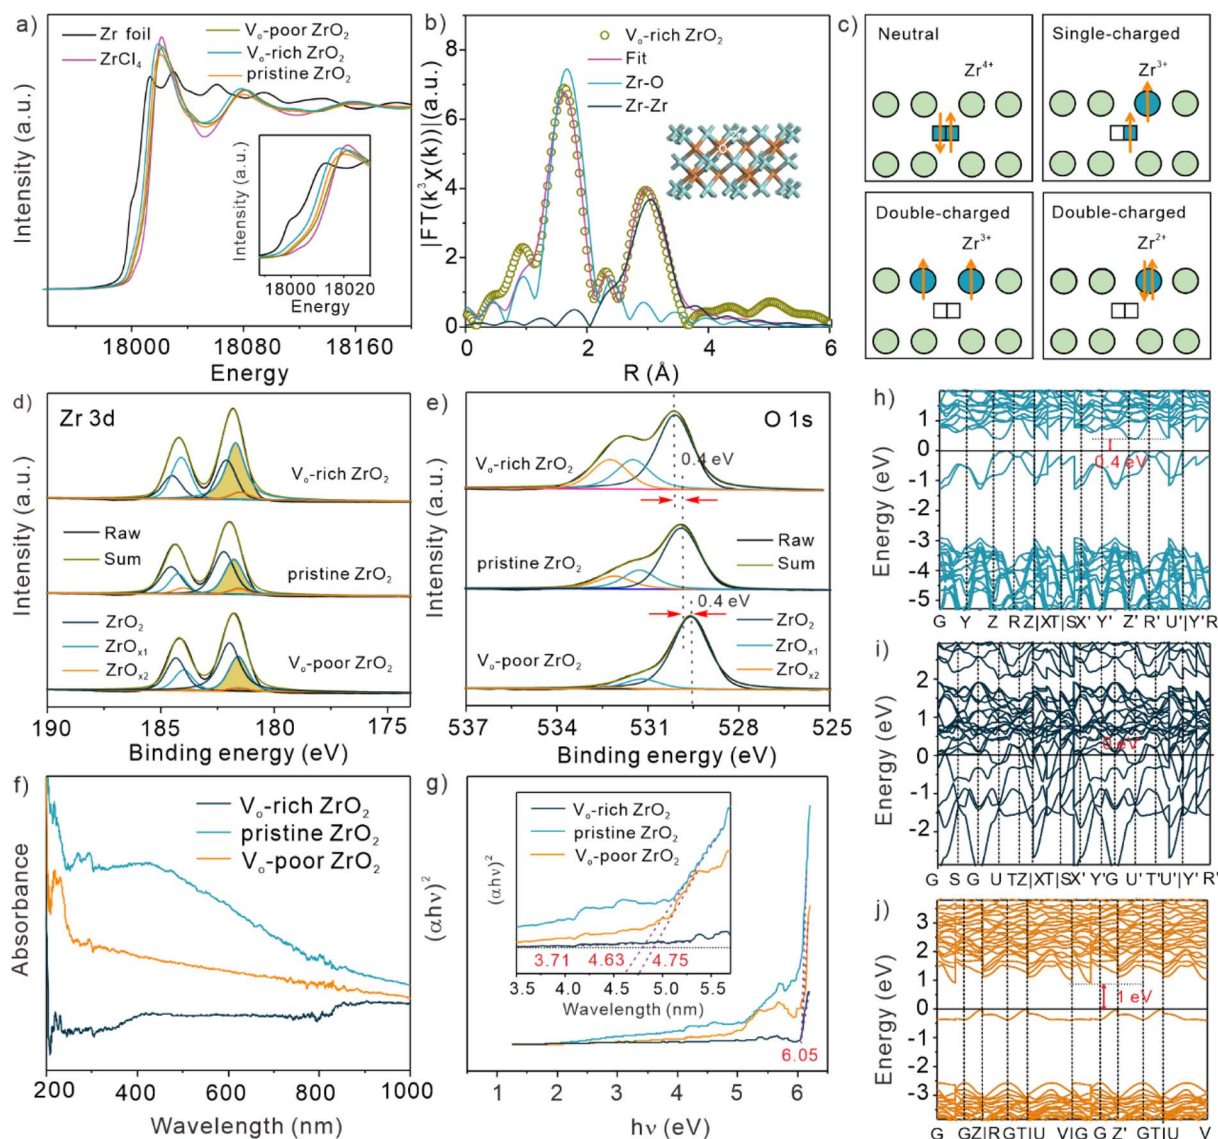 a)
Zr foil
ZrCl₄
Vₒ-poor ZrO₂
Vₒ-rich ZrO₂
pristine ZrO₂
Intensity (a.u.)
Intensity (a.u.)
18000 18020
Energy
18000 18080 18160
Energy
b)
Vₒ-rich ZrO₂
Fit
Zr-O
Zr-Zr
|FT(k³X(k))|(a.u.)
8
6
4
2
0
0 2 4 6
R (Å)
c)
Neutral
Zr⁴⁺
Single-charged
Zr³⁺
Double-charged
Zr³⁺
Double-charged
Zr²⁺
d)
Zr 3d
Vₒ-rich ZrO₂
Raw
Sum
pristine ZrO₂
ZrO₂
ZrOₓ₁
ZrOₓ₂
Vₒ-poor ZrO₂
Intensity (a.u.)
190 185 180 175
Binding energy (eV)
e)
O 1s
Vₒ-rich ZrO₂
0.4 eV
pristine ZrO₂
Raw
Sum
0.4 eV
Vₒ-poor ZrO₂
ZrO₂
ZrOₓ₁
ZrOₓ₂
Intensity (a.u.)
537 534 531 528 525
Binding energy (eV)
f)
Vₒ-rich ZrO₂
pristine ZrO₂
Vₒ-poor ZrO₂
Absorbance
200 400 600 800 1000
Wavelength (nm)
g)
Vₒ-rich ZrO₂
pristine ZrO₂
Vₒ-poor ZrO₂
(αhν)²
3.71 4.63 4.75
3.5 4.0 4.5 5.0 5.5
Wavelength (nm)
(αhν)²
6.05
1 2 3 4 5 6
hν (eV)
h)
Energy (eV)
1
0
-1
-2
-3
-4
-5
0.4 eV
G Y Z R Z|XT|SX' Y' Z' R' U'|Y'R'
i)
Energy (eV)
2
1
0
-1
-2
0 eV
G S G U TZ|XT|SX' Y'G U' T'U'|Y' R'
j)
Energy (eV)
3
2
1
0
-1
-2
-3
1 eV
G GZ|R GT|U V|G G Z' GT|U V